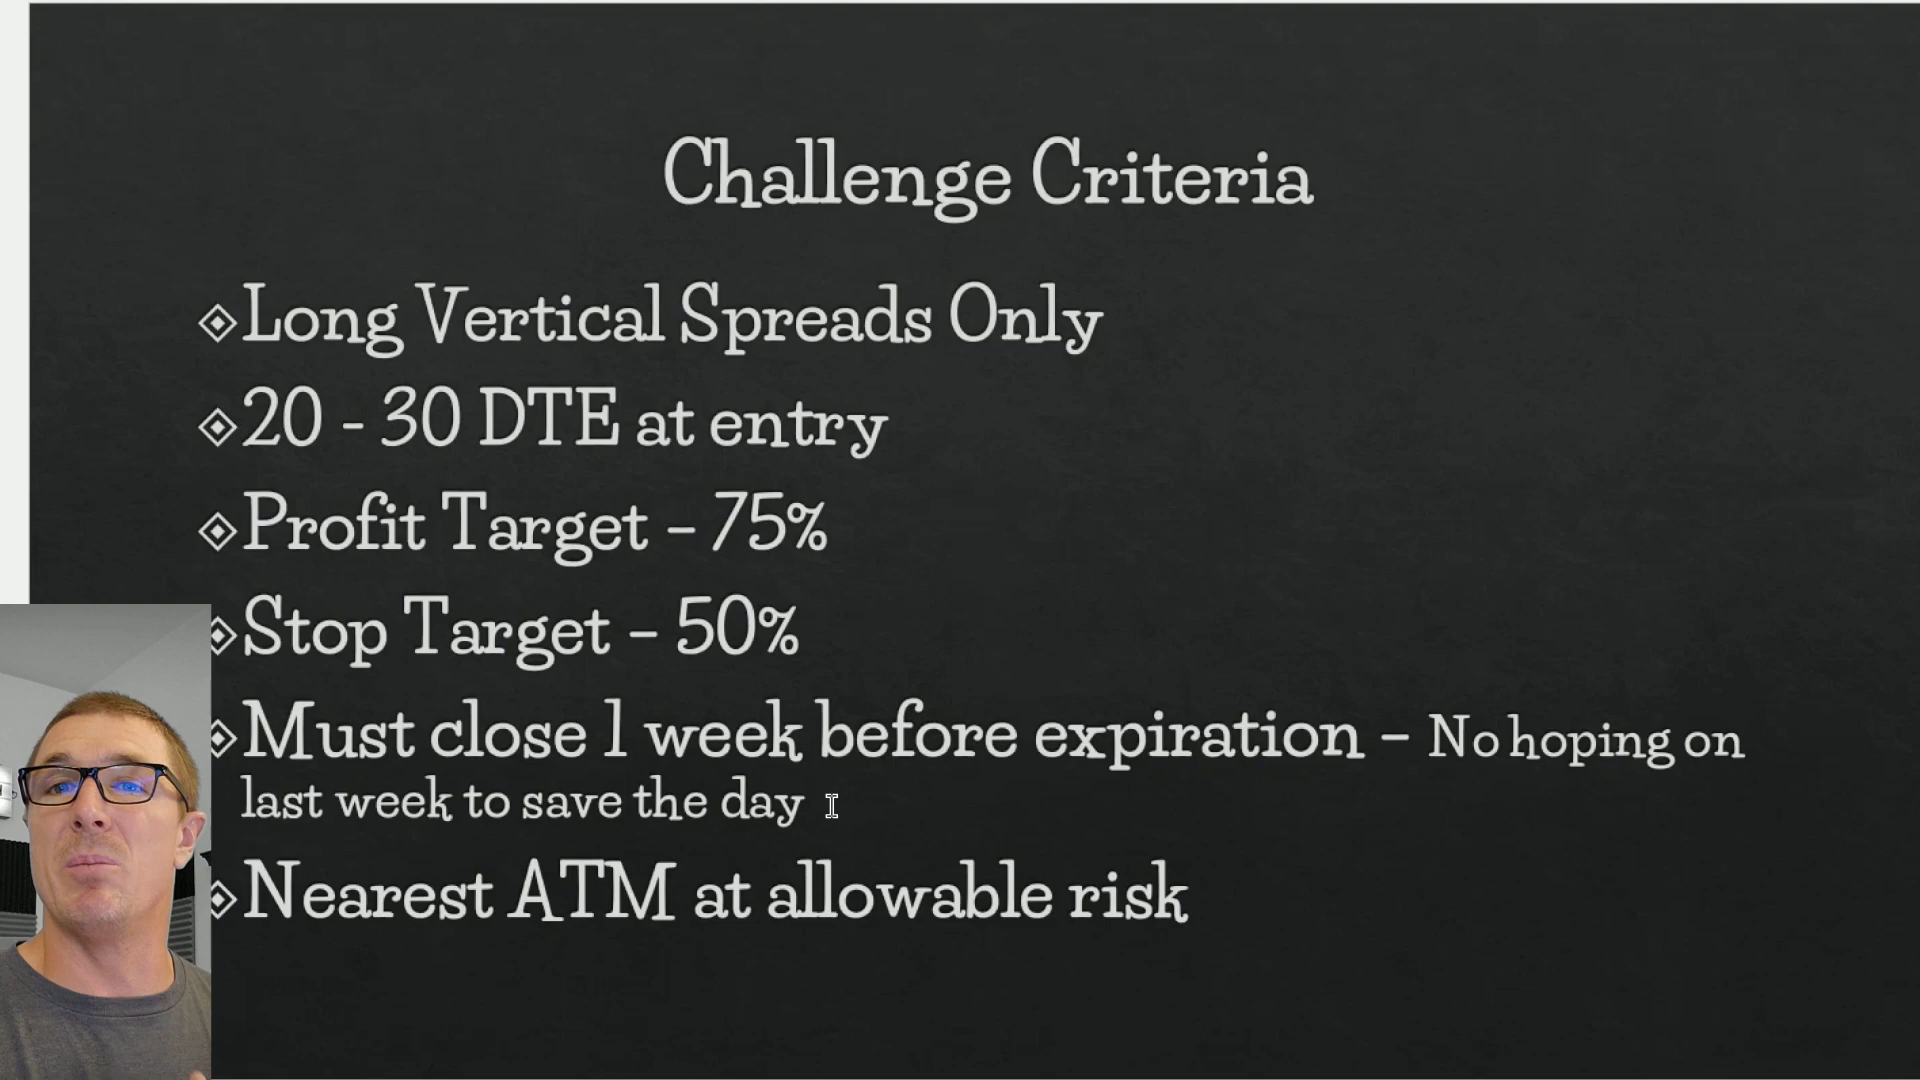 Challenge Criteria
Long Vertical Spreads Only
20 - 30 DTE at entry
Profit Target - 75%
Stop Target - 50%
Must close 1 week before expiration - No hoping on
last week to save the day
Nearest ATM at allowable risk